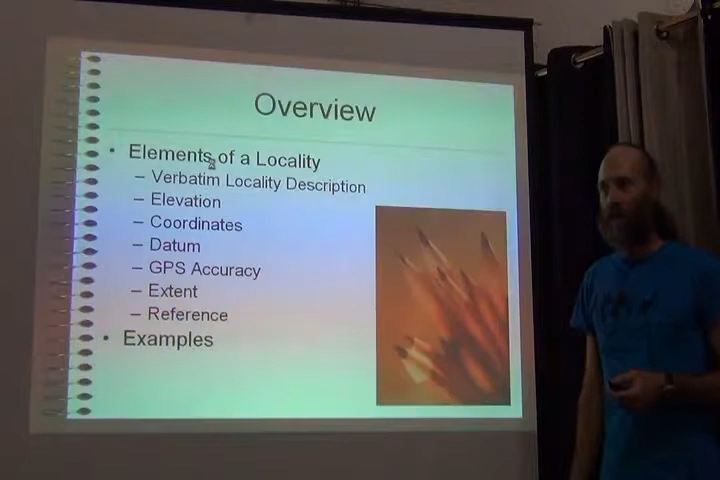 Overview
• Elements of a Locality
– Verbatim Locality Description
– Elevation
– Coordinates
– Datum
– GPS Accuracy
– Extent
– Reference
• Examples